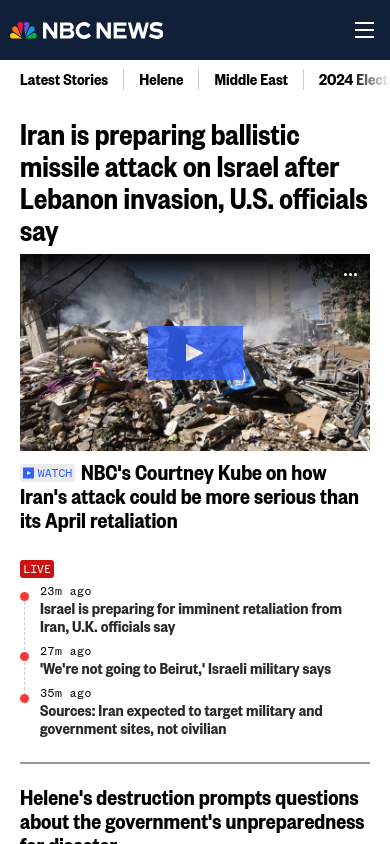 NBC NEWS
Latest Stories
Helene
Middle East
2024 Elect
Iran is preparing ballistic
missile attack on Israel after
Lebanon invasion, U.S. officials
say
WATCH NBC's Courtney Kube on how
Iran's attack could be more serious than
its April retaliation
LIVE
23m ago
Israel is preparing for imminent retaliation from
Iran, U.K. officials say
27m ago
'We're not going to Beirut,' Israeli military says
35m ago
Sources: Iran expected to target military and
government sites, not civilian
Helene's destruction prompts questions
about the government's unpreparedness
for disaster